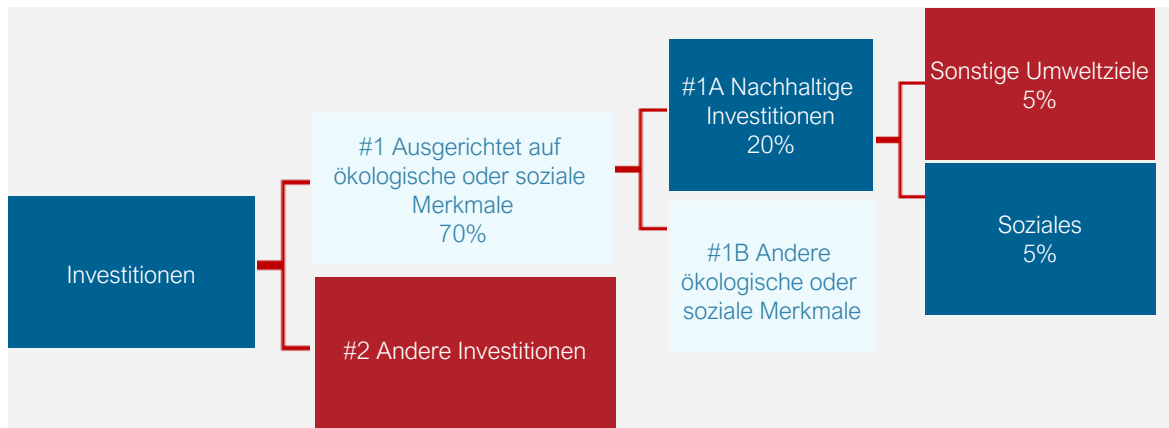 Investitionen
#1 Ausgerichtet auf
ökologische oder soziale
Merkmale
70%
#2 Andere Investitionen
#1A Nachhaltige
Investitionen
20%
#1B Andere
ökologische oder
soziale Merkmale
Sonstige Umweltziele
5%
Soziales
5%